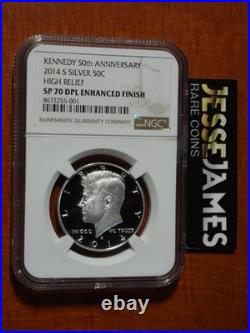 KENNEDY 50th ANNIVERSARY
2014 S SILVER 50C
HIGH RELIEF
SP 70 DPL ENHANCED FINISH
8672255-001
NUMISMATIC GUARANTY COMPANY
NGC
LIBERTY
IN GOD WE TRUST
2014
JESSE JAMES
RARE COINS